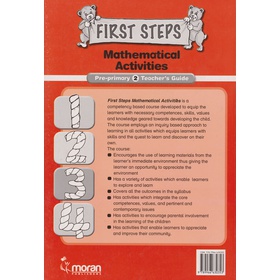 FIRST STEPS
Mathematical
Activities
Pre-primary 2 Teacher's Guide
First Steps Mathematical Activities is a
competency based course developed to equip the
learners with necessary competencies, skills, values
and knowledge geared towards developing the child.
The course employs an inquiry based approach to
learning in all activities which equips learners with
skills and the quest to learn and discover on their
own.
The course:
Encourages the use of learning materials from the
learner's immediate environment thus giving the
learner an opportunity to appreciate the
environment
Has a variety of activities which enable learners
to explore and learn
Covers all the outcomes in the syllabus
Has activities which integrate the core
competences, values, and pertinent and
contemporary issues
Has activities to encourage parental involvement
in the learning of the children
Has activities that enable learners to appreciate
and improve their community.
1
2
3
4
moran
PUBLISHERS